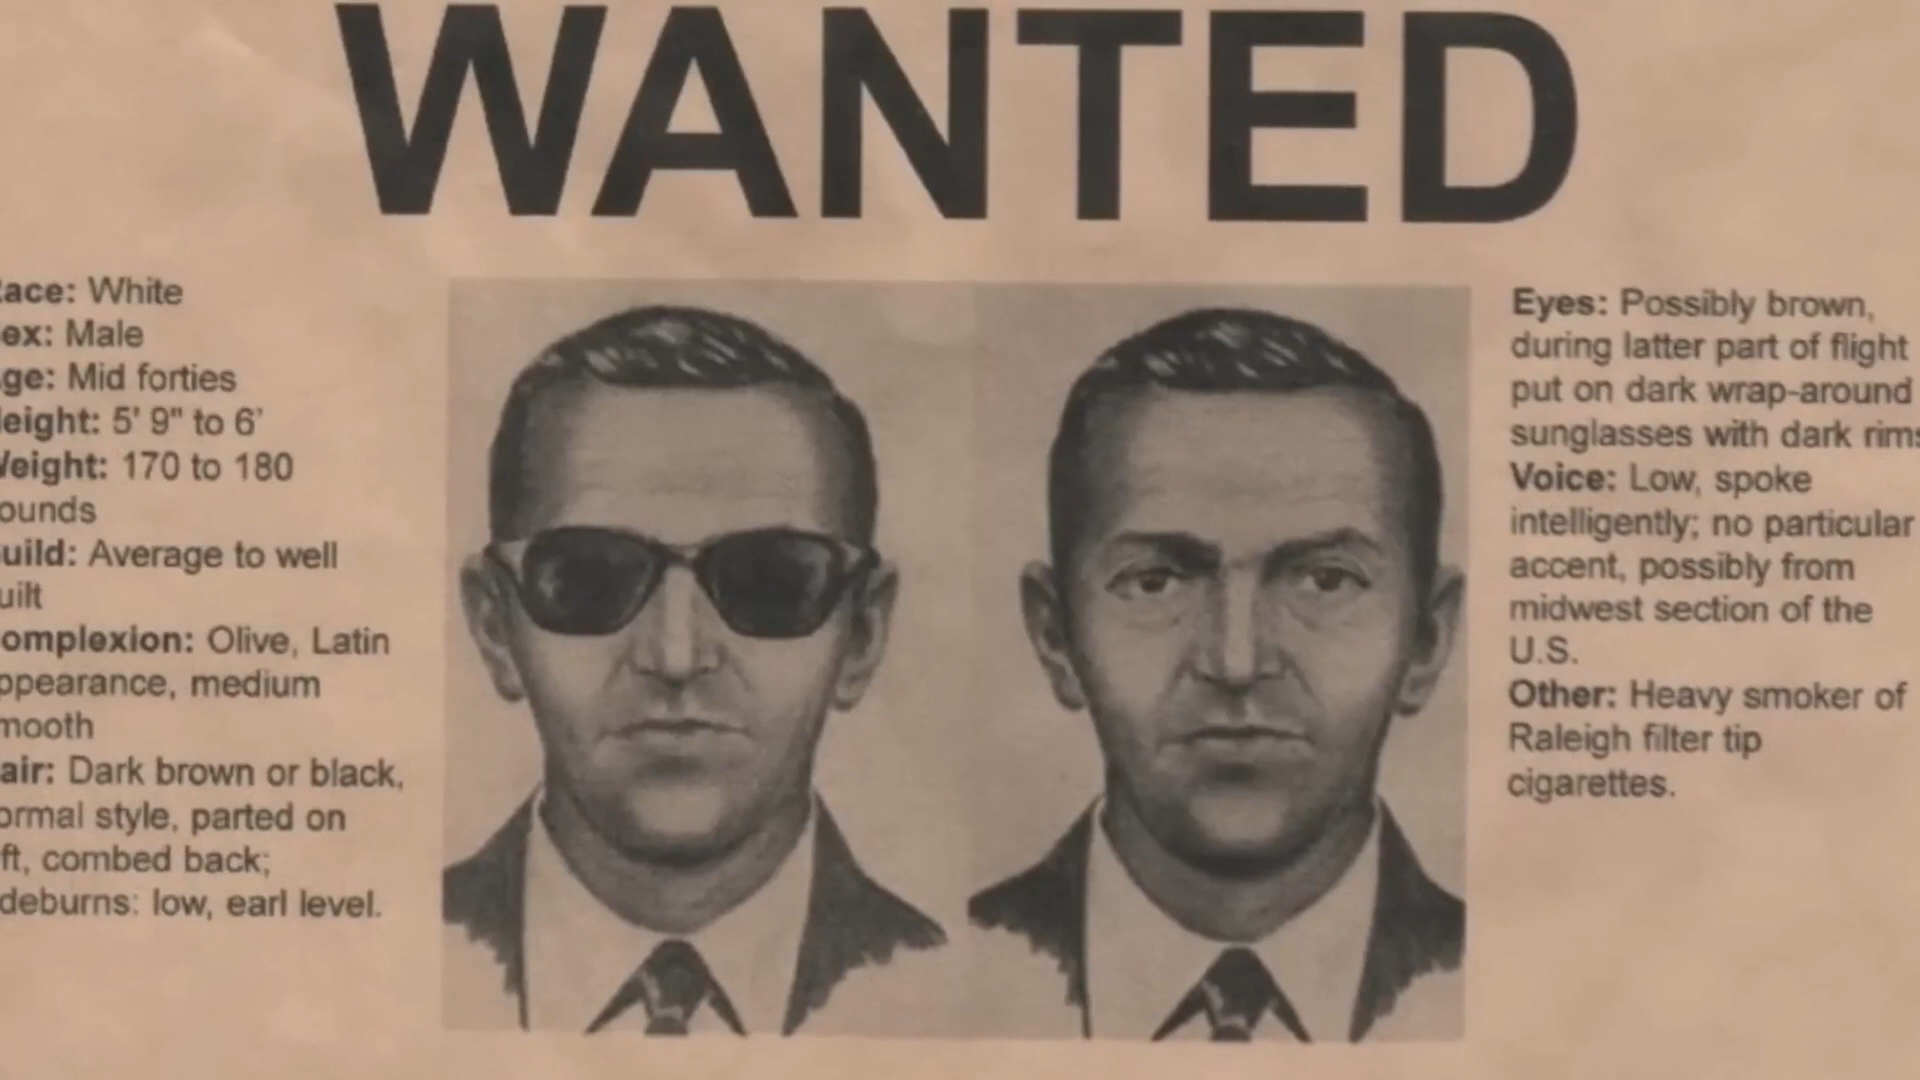 WANTED
ace: White
ex: Male
ge: Mid forties
eight: 5' 9" to 6'
eight: 170 to 180
ounds
uild: Average to well
uilt
omplexion: Olive, Latin
ppearance, medium
mooth
air: Dark brown or black,
ormal style, parted on
ft, combed back;
deburns: low, earl level.
Eyes: Possibly brown,
during latter part of flight
put on dark wrap-around
sunglasses with dark rims
Voice: Low, spoke
intelligently; no particular
accent, possibly from
midwest section of the
U.S.
Other: Heavy smoker of
Raleigh filter tip
cigarettes.